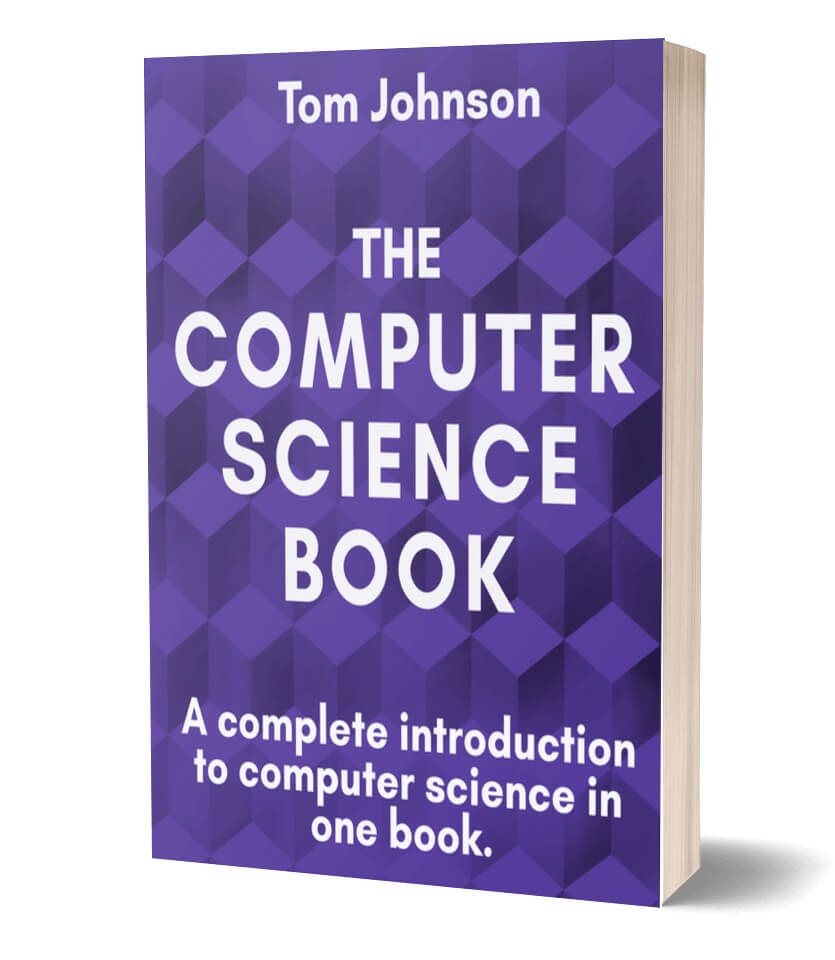 Tom Johnson
THE
COMPUTER
SCIENCE
BOOK
A complete introduction
to computer science in
one book.